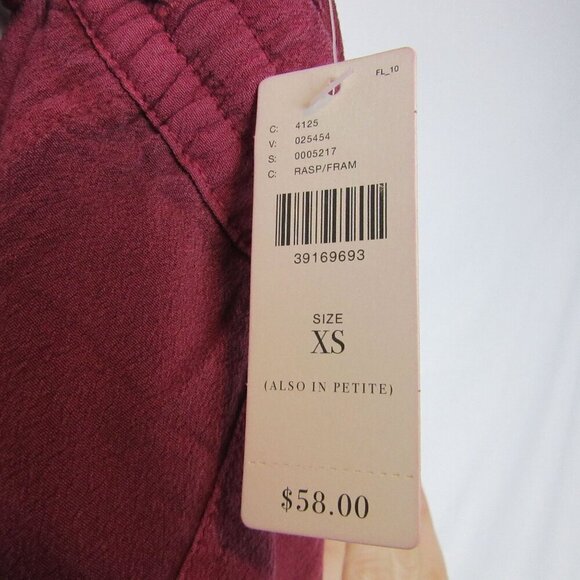 FL_10
C: 4125
V: 025454
S: 0005217
C: RASP/FRAM
39169693
SIZE
XS
(ALSO IN PETITE)
$58.00